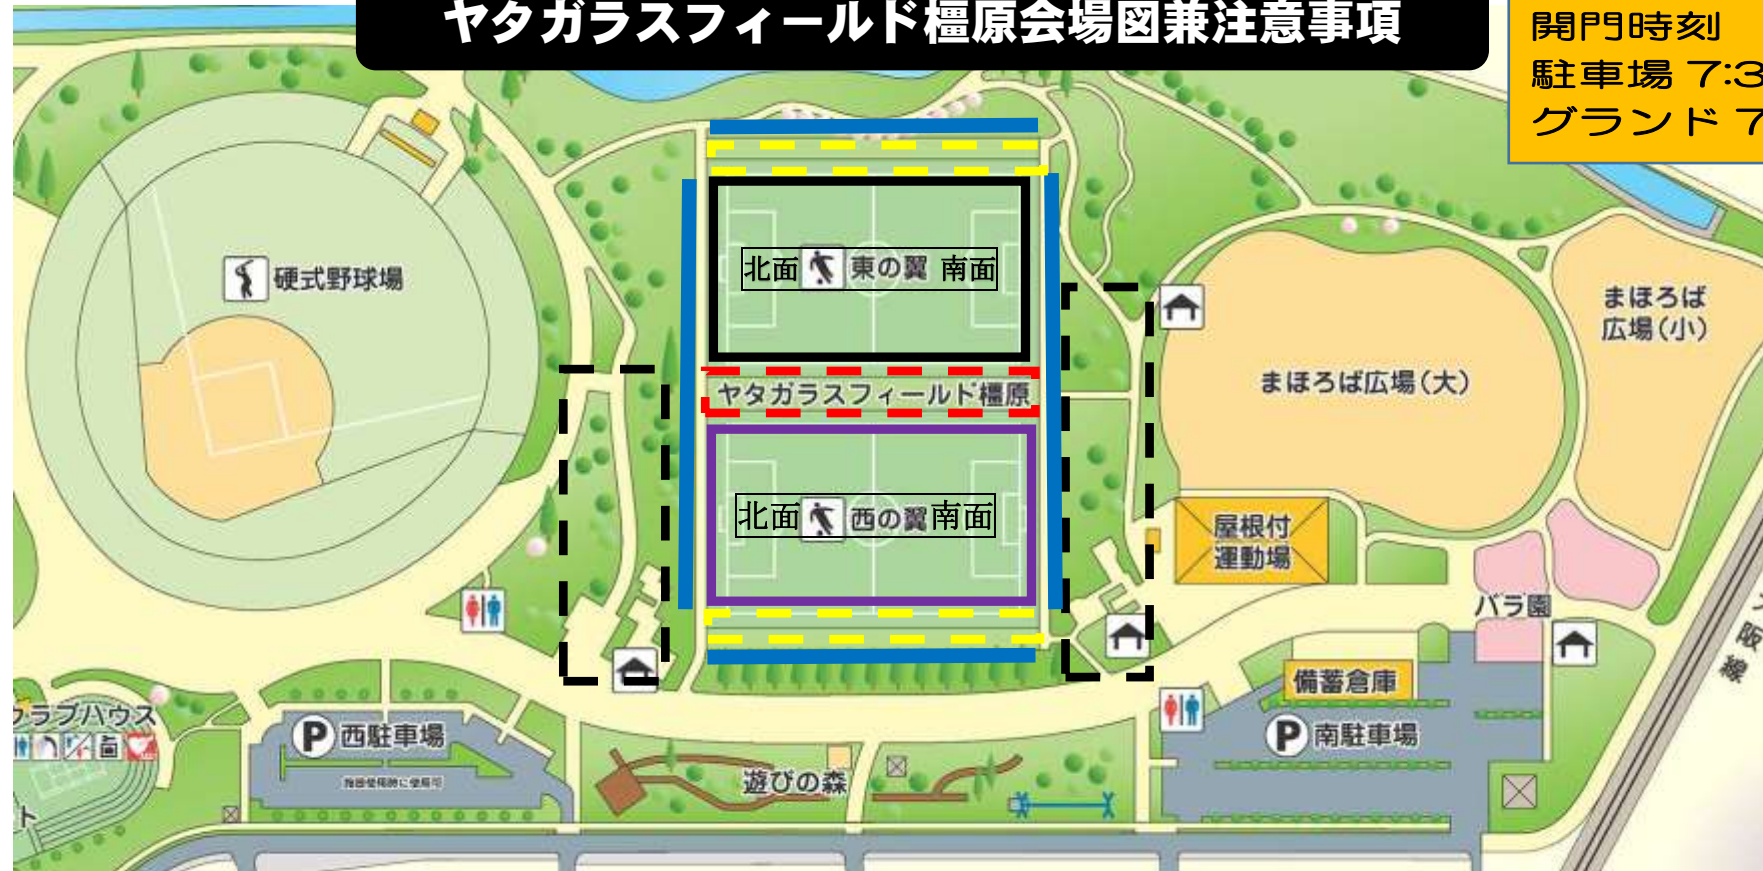 ヤタガラスフィールド橿原会場図兼注意事項
開門時刻
駐車場 7:3
グランド 7
硬式野球場
北面 東の翼 南面
ヤタガラスフィールド橿原
北面 西の翼 南面
まほろば
広場(小)
まほろば広場(大)
屋根付
運動場
バラ園
阪
線
備蓄倉庫
P 南駐車場
クラブハウス
P 西駐車場
遊びの森
ト